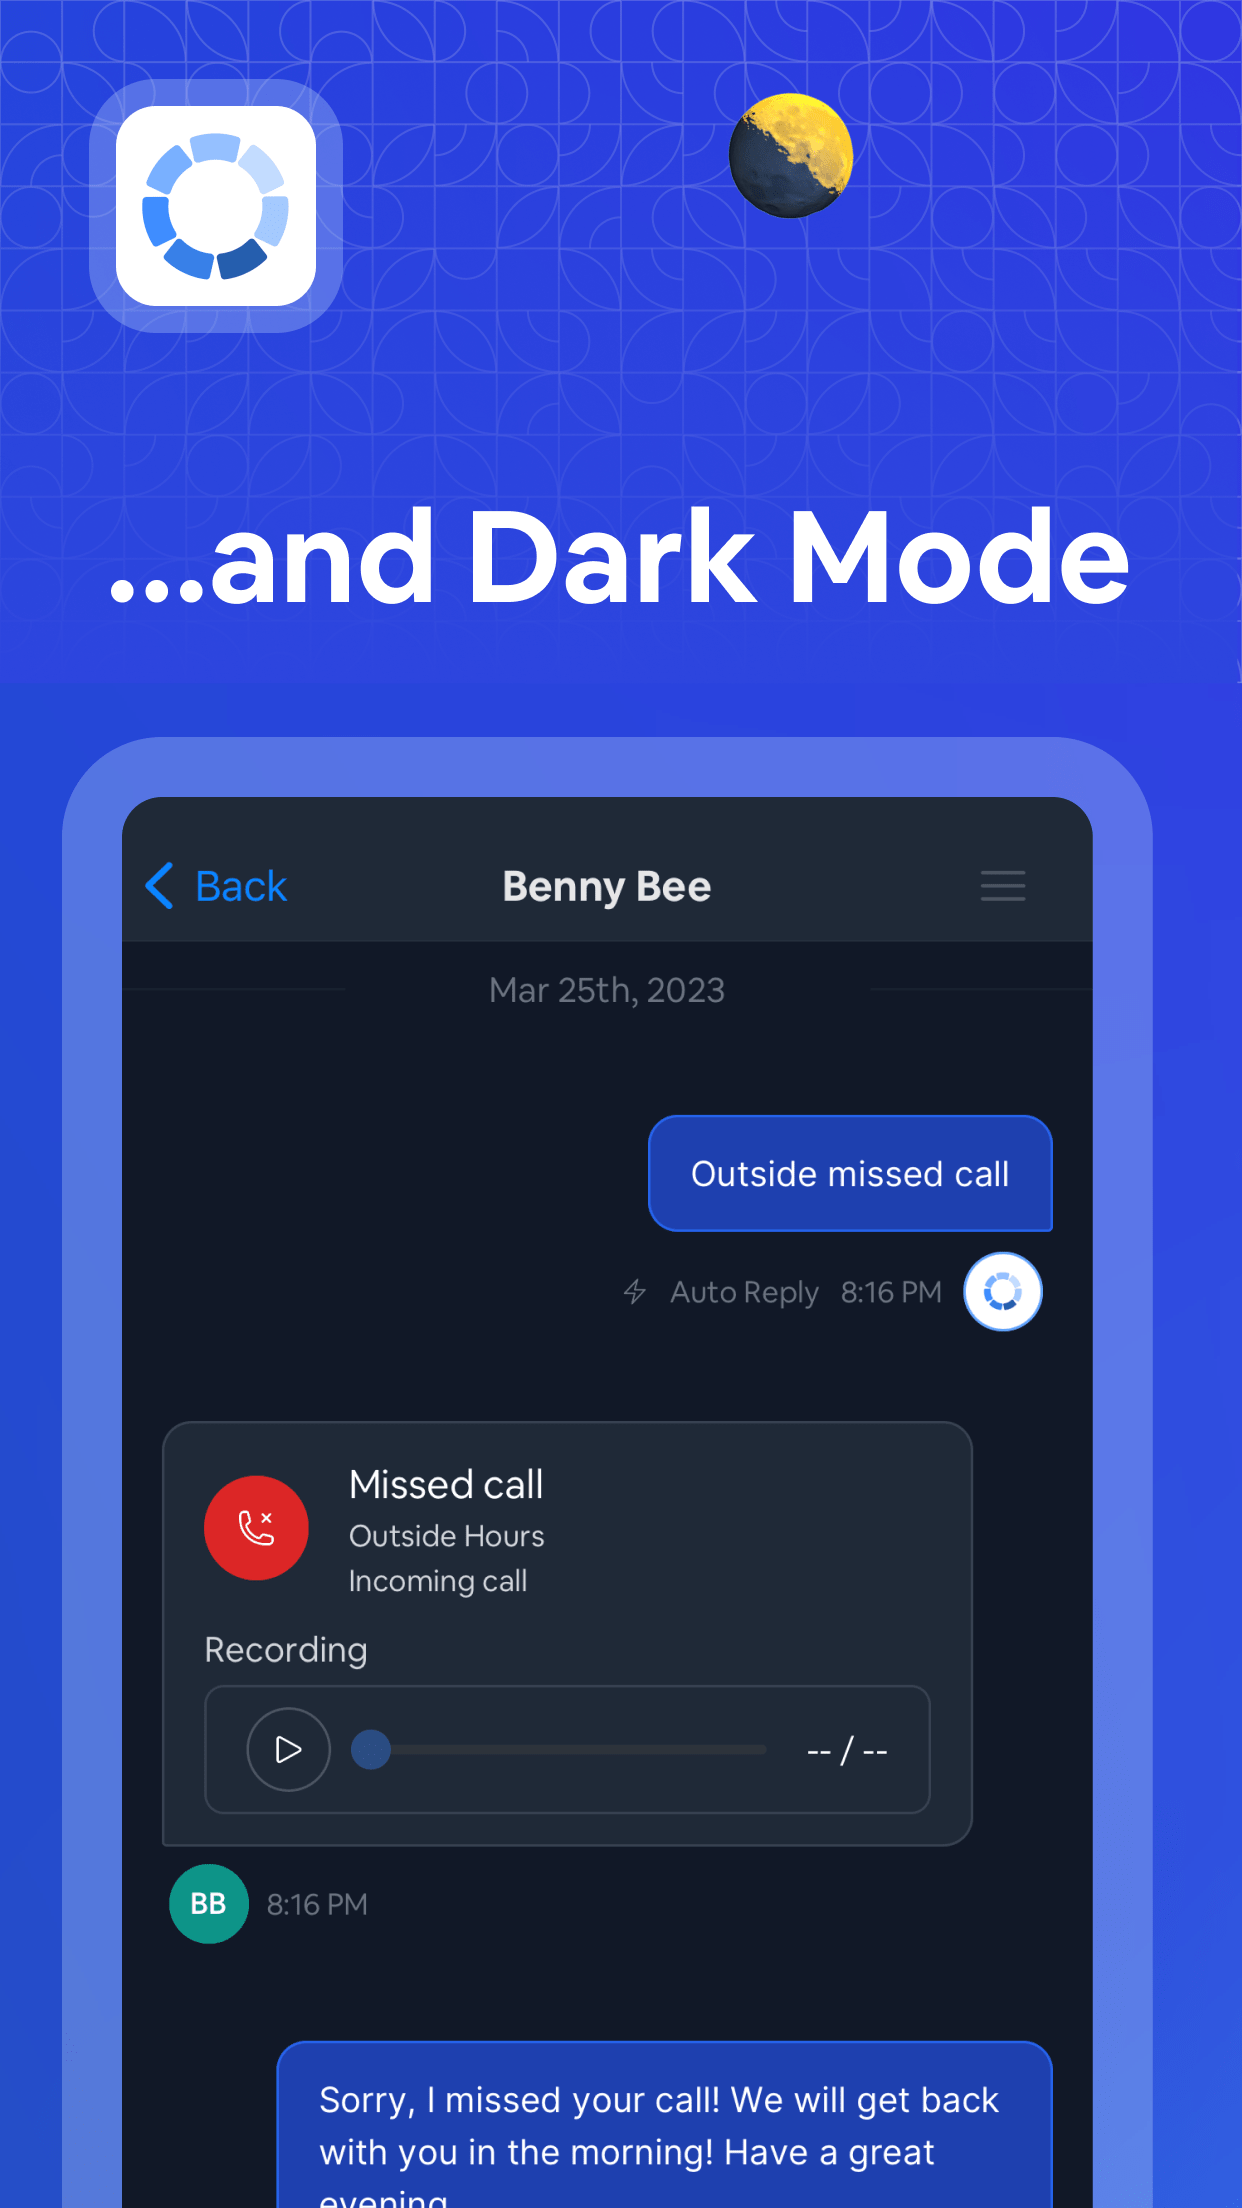 ...and Dark Mode
Back
Benny Bee
Mar 25th, 2023
Outside missed call
Auto Reply 8:16 PM
Missed call
Outside Hours
Incoming call
Recording
-- / --
BB
8:16 PM
Sorry, I missed your call! We will get back
with you in the morning! Have a great
evening